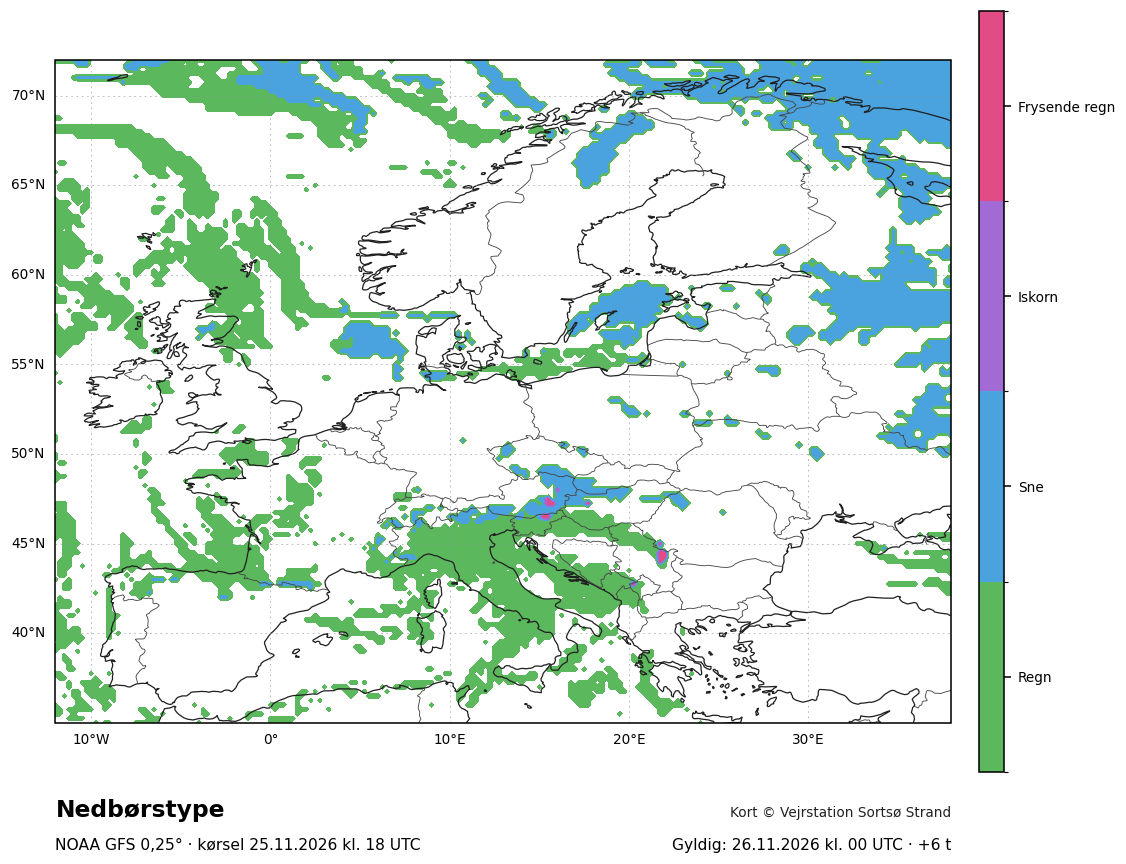 70°N
65°N
60°N
55°N
50°N
45°N
40°N
10°W
0°
10°E
20°E
30°E
Frysende regn
Iskorn
Sne
Regn
Nedbørstype
Kort © Vejrstation Sortsø Strand
NOAA GFS 0,25° · kørsel 25.11.2026 kl. 18 UTC
Gyldig: 26.11.2026 kl. 00 UTC · +6 t